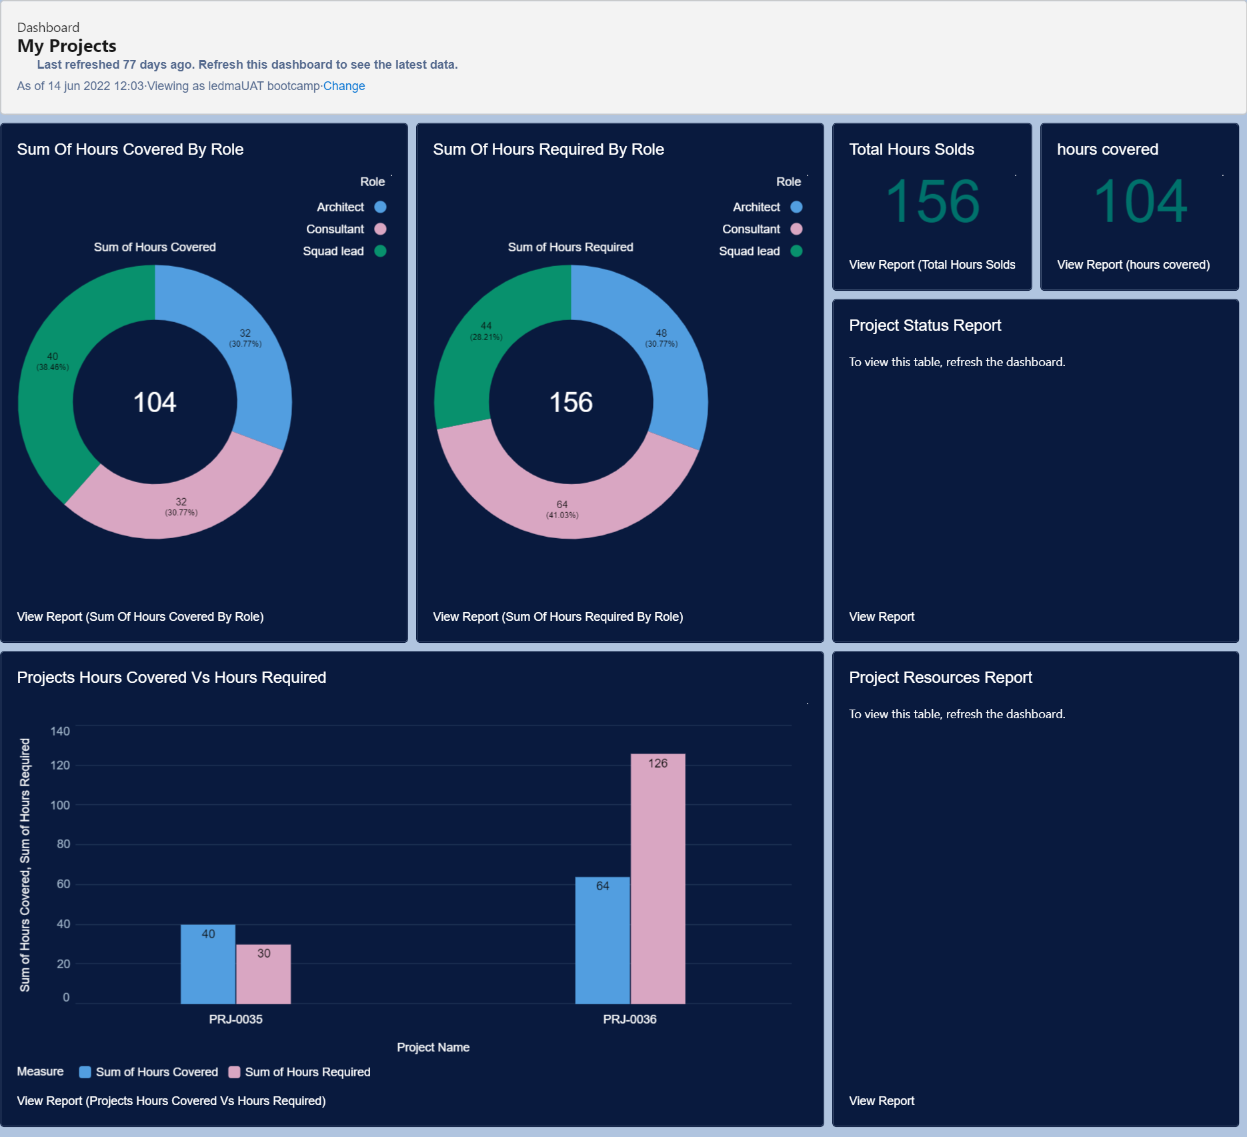 Dashboard
My Projects
Last refreshed 77 days ago. Refresh this dashboard to see the latest data.
As of 14 jun 2022 12:03·Viewing as iedmaUAT bootcamp·Change
Sum Of Hours Covered By Role
Role
Architect
Consultant
Squad lead
Sum of Hours Covered
32
(30.77%)
40
(38.46%)
104
32
(30.77%)
View Report (Sum Of Hours Covered By Role)
Sum Of Hours Required By Role
Role
Architect
Consultant
Squad lead
Sum of Hours Required
44
(28.21%)
48
(30.77%)
156
64
(41.03%)
View Report (Sum Of Hours Required By Role)
Total Hours Solds
156
View Report (Total Hours Solds
hours covered
104
View Report (hours covered)
Project Status Report
To view this table, refresh the dashboard.
View Report
Projects Hours Covered Vs Hours Required
Sum of Hours Covered, Sum of Hours Required
140
120
100
80
60
40
20
0
40
30
64
126
PRJ-0035
PRJ-0036
Project Name
Measure Sum of Hours Covered Sum of Hours Required
View Report (Projects Hours Covered Vs Hours Required)
Project Resources Report
To view this table, refresh the dashboard.
View Report